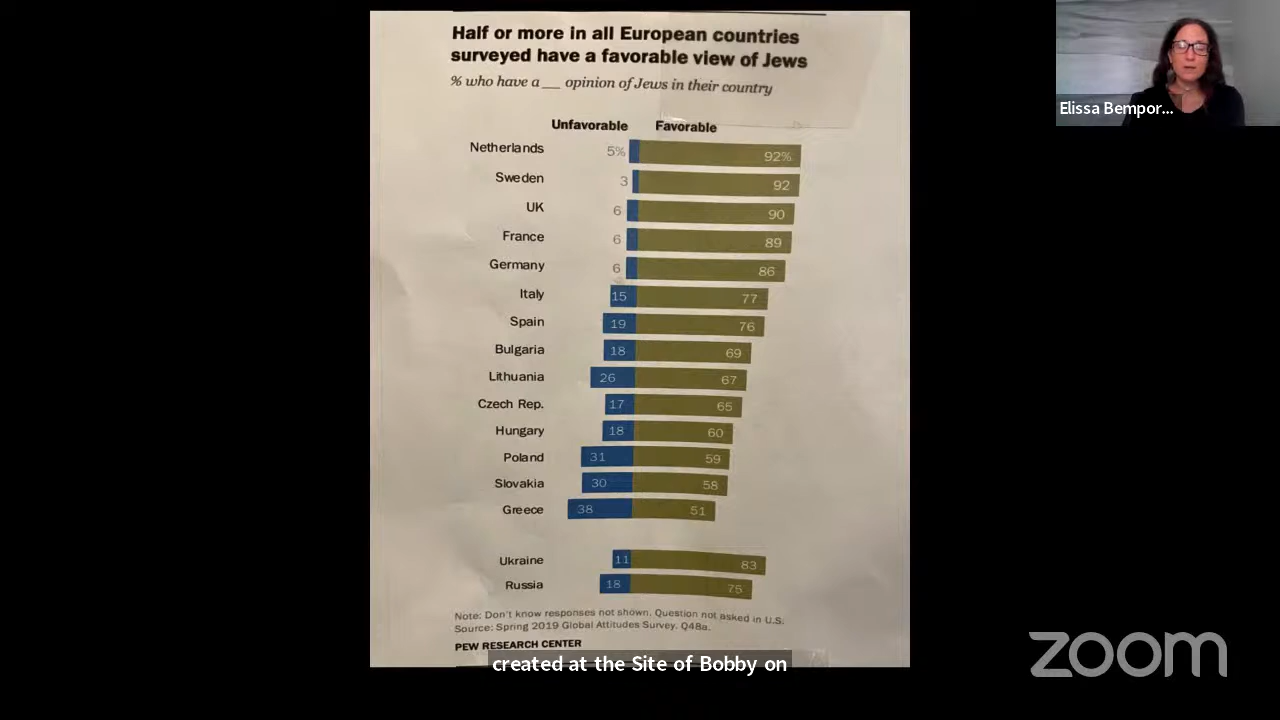 Half or more in all European countries
surveyed have a favorable view of Jews
% who have a __ opinion of Jews in their country
Unfavorable Favorable
Netherlands 5% 92%
Sweden 3 92
UK 6 90
France 6 89
Germany 6 86
Italy 15 77
Spain 19 76
Bulgaria 18 69
Lithuania 26 67
Czech Rep. 17 65
Hungary 18 60
Poland 31 59
Slovakia 30 58
Greece 38 51
Ukraine 11 83
Russia 18 75
Note: Don't know responses not shown. Question not asked in U.S.
Source: Spring 2019 Global Attitudes Survey. Q48a.
PEW RESEARCH CENTER
created at the Site of Bobby on
Elissa Bempor...
zoom